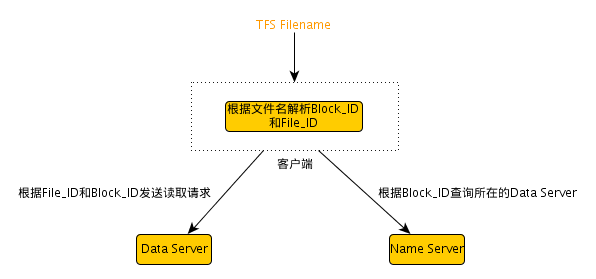 TFS Filename
根据文件名解析Block_ID
和File_ID
客户端
根据File_ID和Block_ID发送读取请求
根据Block_ID查询所在的Data Server
Data Server
Name Server